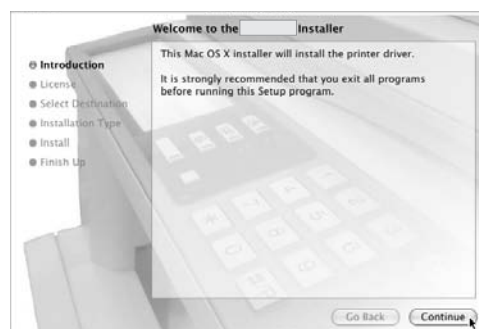 Welcome to the Installer
Introduction
License
Select Destination
Installation Type
Install
Finish Up
This Mac OS X installer will install the printer driver.
It is strongly recommended that you exit all programs
before running this Setup program.
Go Back
Continue